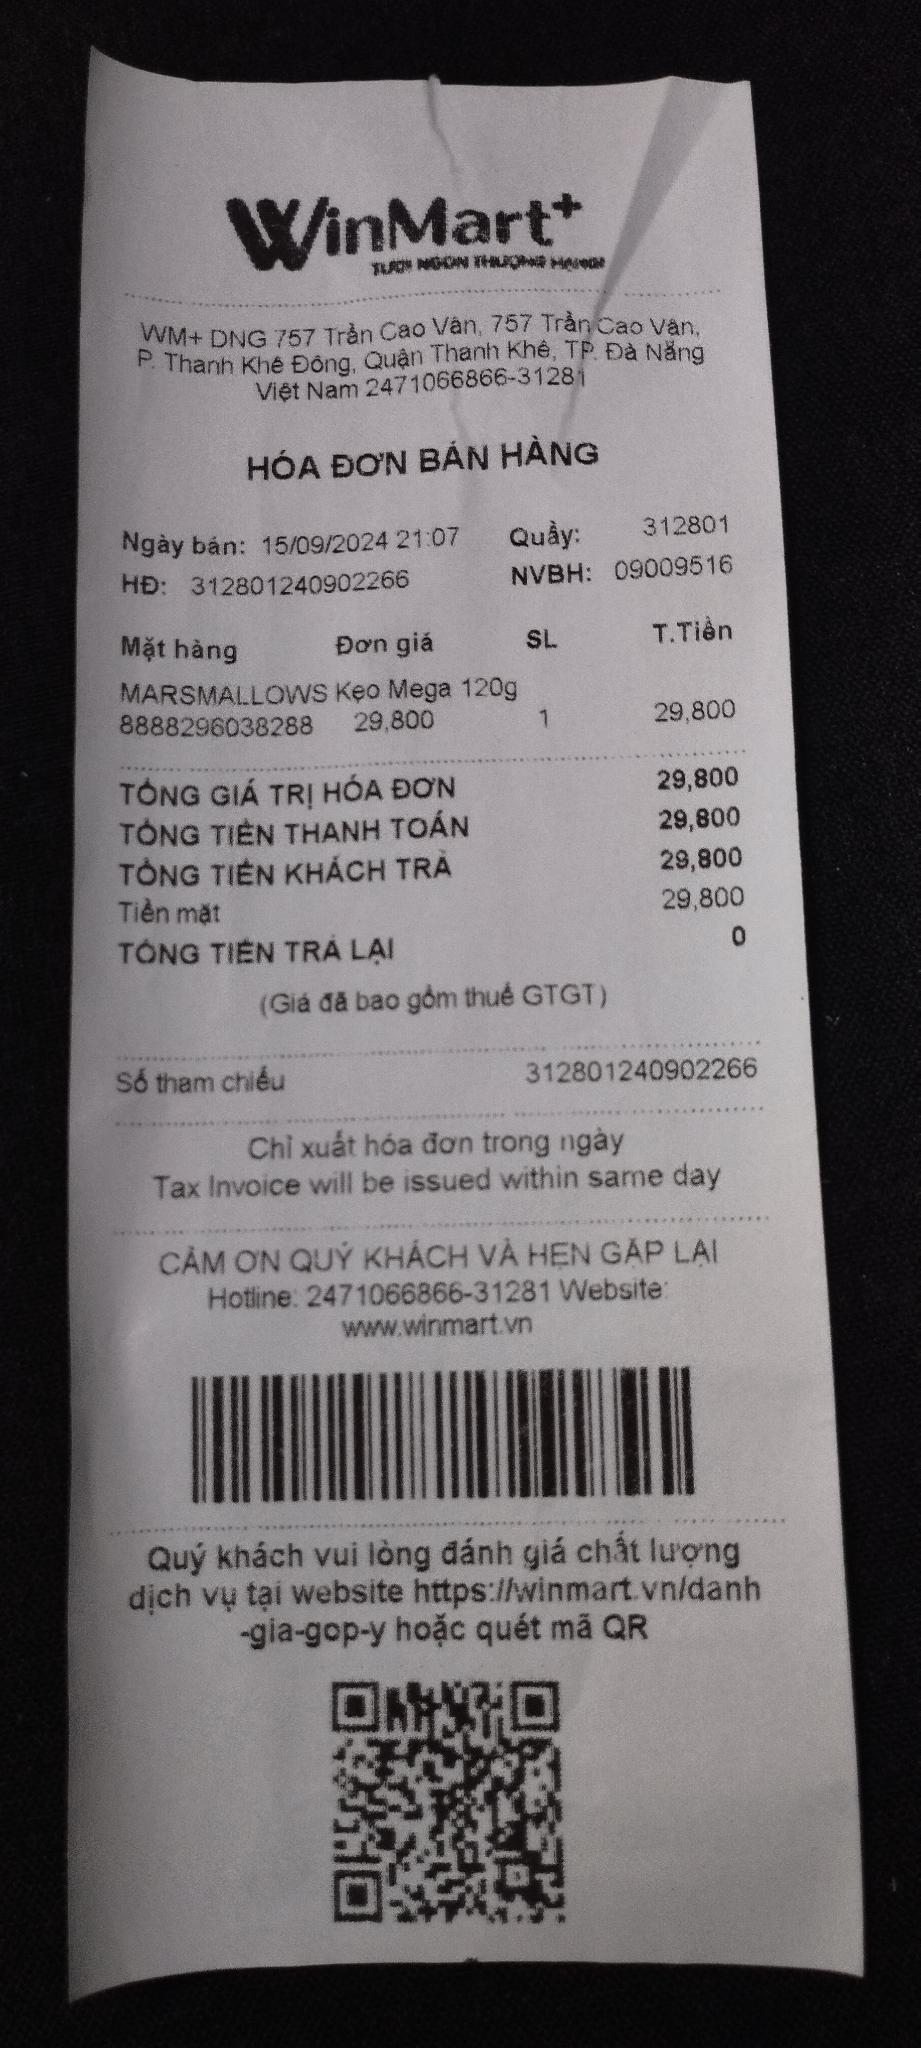 WinMart+
TƯƠI NGON THƯỢNG HẠNG!
WM+ DNG 757 Trần Cao Vân, 757 Trần Cao Vân,
P. Thanh Khê Đông, Quận Thanh Khê, TP. Đà Nẵng
Việt Nam 2471066866-31281
HÓA ĐƠN BÁN HÀNG
Ngày bán: 15/09/2024 21:07 Quầy: 312801
HĐ: 312801240902266 NVBH: 09009516
Mặt hàng Đơn giá SL T.Tiền
MARSMALLOWS Kẹo Mega 120g
8888296038288 29,800 1 29,800
TỔNG GIÁ TRỊ HÓA ĐƠN 29,800
TỔNG TIỀN THANH TOÁN 29,800
TỔNG TIỀN KHÁCH TRẢ 29,800
Tiền mặt 29,800
TỔNG TIỀN TRẢ LẠI 0
(Giá đã bao gồm thuế GTGT)
Số tham chiếu 312801240902266
Chỉ xuất hóa đơn trong ngày
Tax Invoice will be issued within same day
CẢM ƠN QUÝ KHÁCH VÀ HẸN GẶP LẠI
Hotline: 2471066866-31281 Website:
www.winmart.vn
Quý khách vui lòng đánh giá chất lượng
dịch vụ tại website https://winmart.vn/danh
-gia-gop-y hoặc quét mã QR